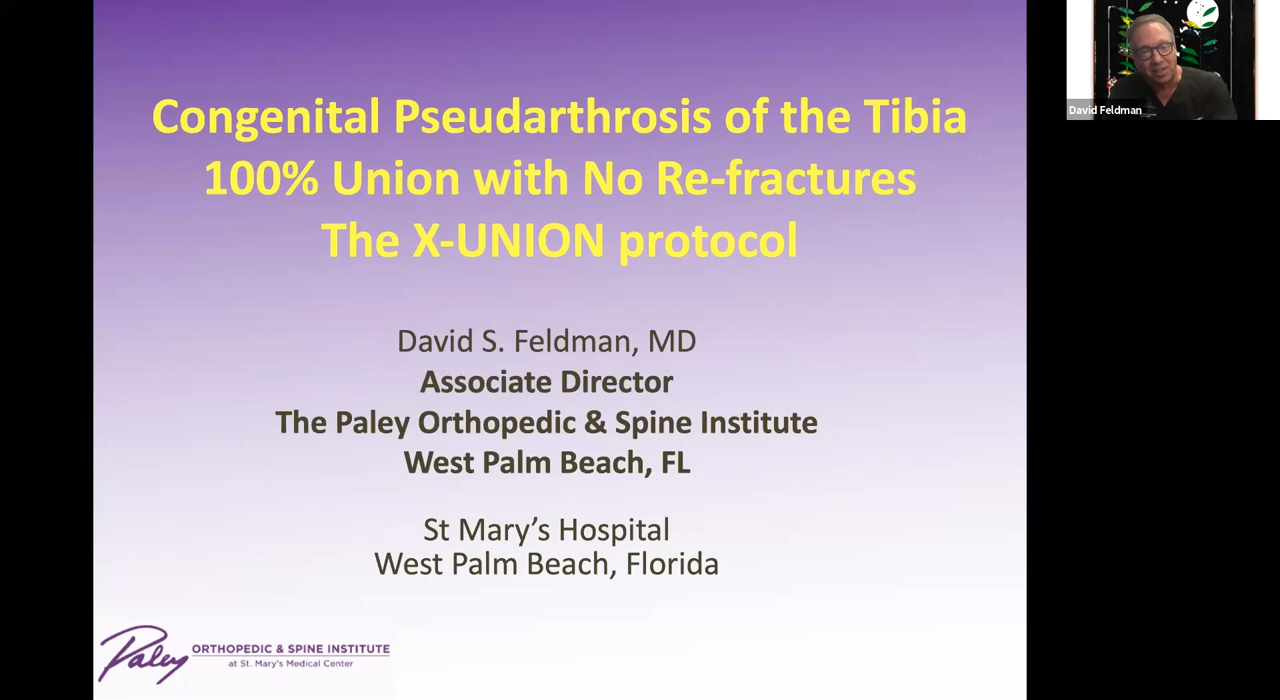 Congenital Pseudarthrosis of the Tibia
100% Union with No Re-fractures
The X-UNION protocol
David S. Feldman, MD
Associate Director
The Paley Orthopedic & Spine Institute
West Palm Beach, FL
St Mary’s Hospital
West Palm Beach, Florida
Paley
ORTHOPEDIC & SPINE INSTITUTE
at St. Mary's Medical Center
David Feldman